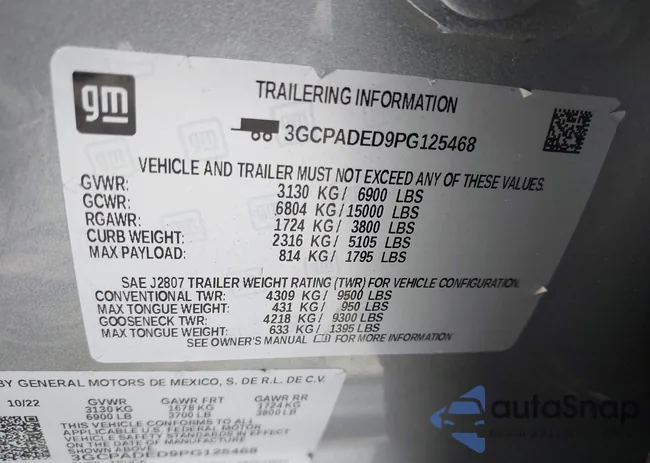 gm
TRAILERING INFORMATION
3GCPADED9PG125468
VEHICLE AND TRAILER MUST NOT EXCEED ANY OF THESE VALUES.
GVWR: 3130 KG / 6900 LBS
GCWR: 6804 KG / 15000 LBS
RGAWR: 1724 KG / 3800 LBS
CURB WEIGHT: 2316 KG / 5105 LBS
MAX PAYLOAD: 814 KG / 1795 LBS
SAE J2807 TRAILER WEIGHT RATING (TWR) FOR VEHICLE CONFIGURATION.
CONVENTIONAL TWR: 4309 KG / 9500 LBS
MAX TONGUE WEIGHT: 431 KG / 950 LBS
GOOSENECK TWR: 4218 KG / 9300 LBS
MAX TONGUE WEIGHT: 633 KG / 1395 LBS
SEE OWNER'S MANUAL FOR MORE INFORMATION
BY GENERAL MOTORS DE MEXICO, S. DE R.L. DE C.V.
10/22 GVWR GAWR FRT GAWR RR
3130 KG 1678 KG 1724 KG
6900 LB 3700 LB 3800 LB
THIS VEHICLE CONFORMS TO ALL
APPLICABLE U.S. FEDERAL MOTOR
VEHICLE SAFETY STANDARDS IN EFFECT
ON THE DATE OF MANUFACTURE
SHOWN ABOVE.
3GCPADED9PG125468
autoSnap